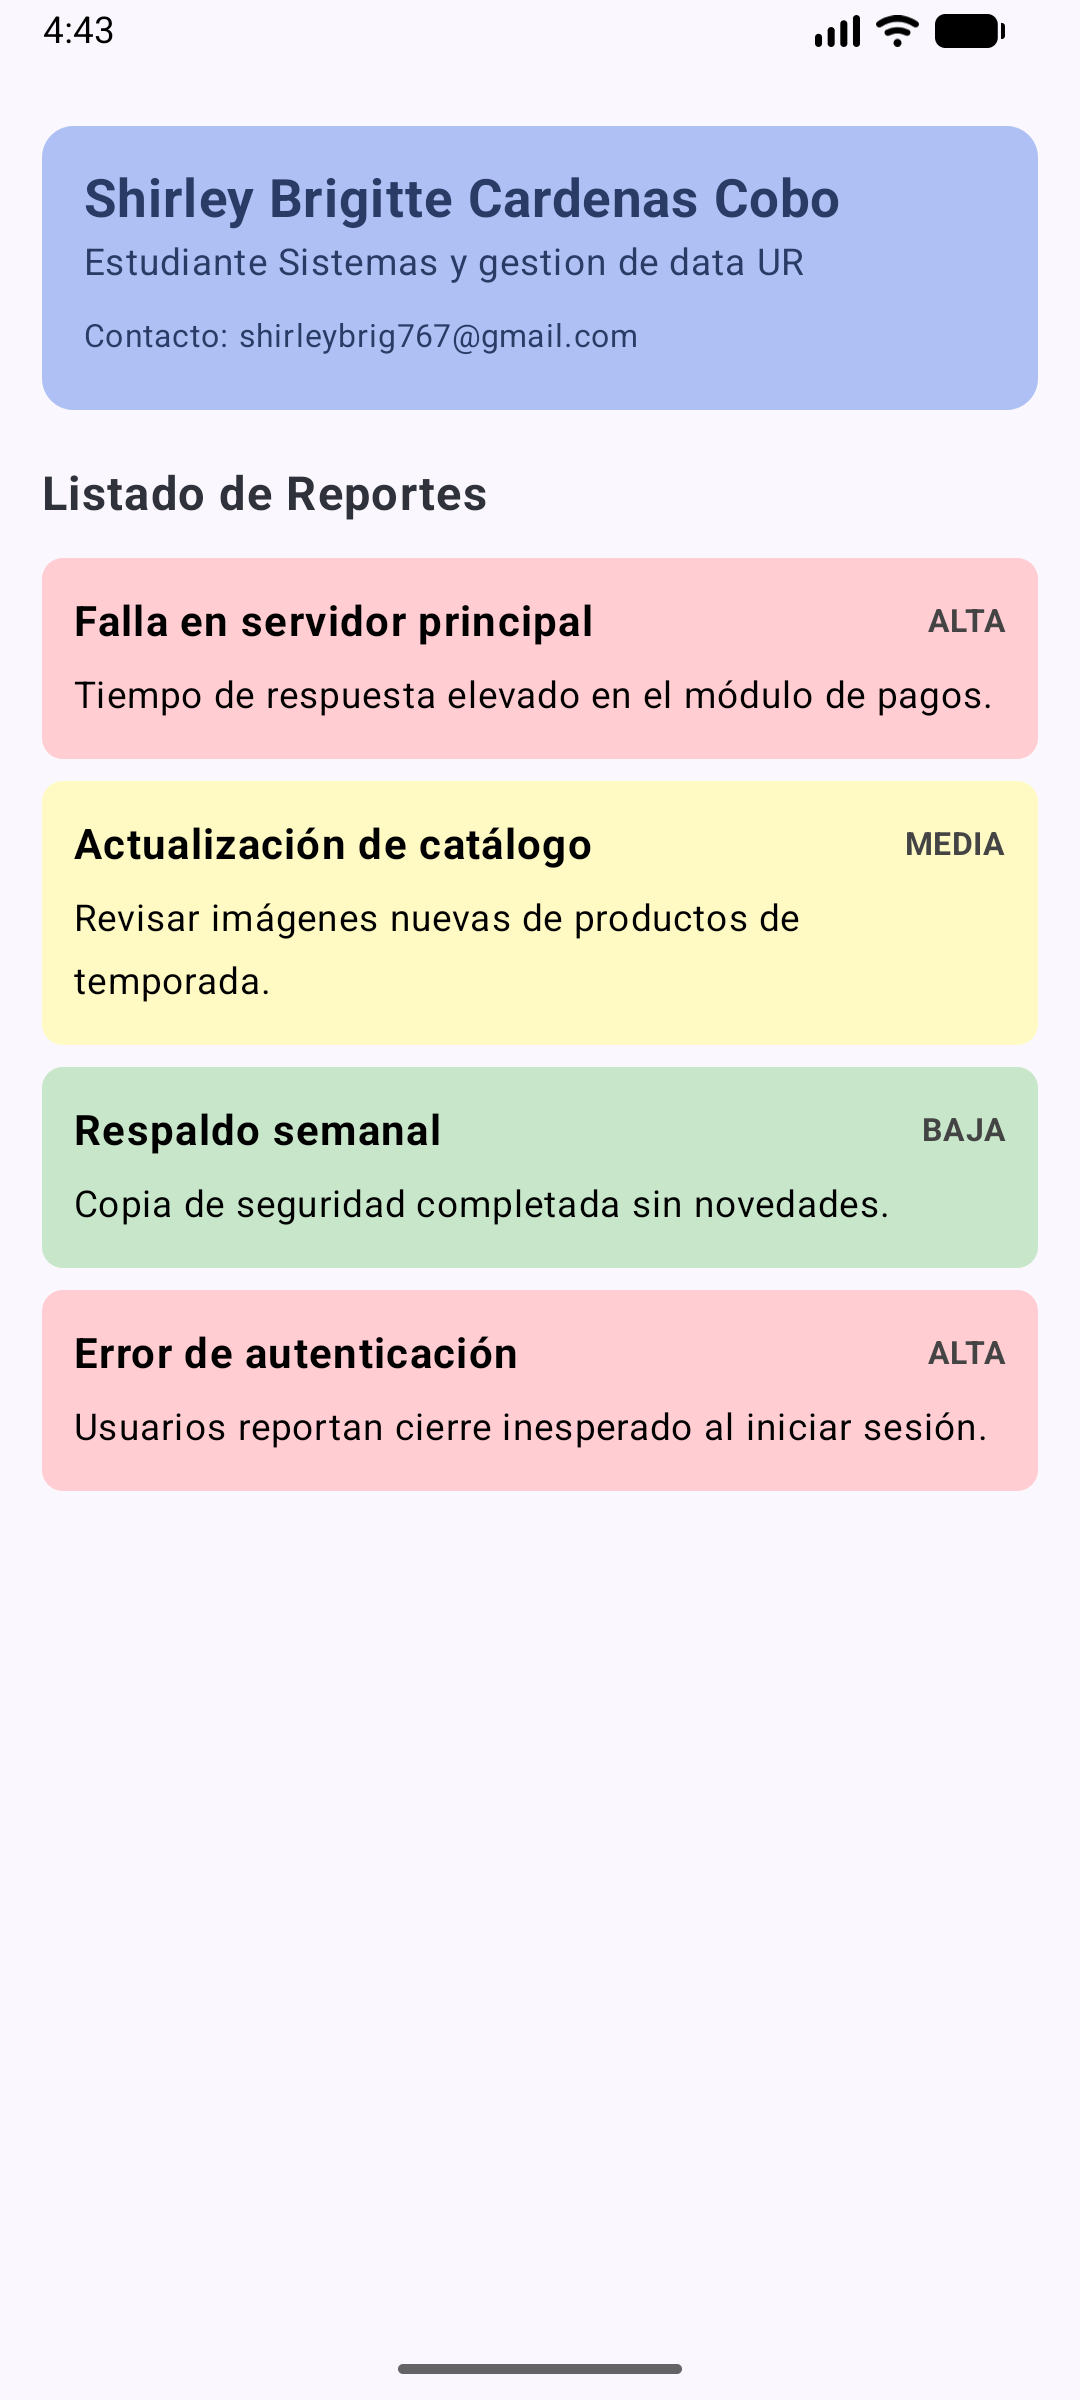 4:43
Shirley Brigitte Cardenas Cobo
Estudiante Sistemas y gestion de data UR
Contacto: shirleybrig767@gmail.com
Listado de Reportes
Falla en servidor principal
ALTA
Tiempo de respuesta elevado en el módulo de pagos.
Actualización de catálogo
MEDIA
Revisar imágenes nuevas de productos de
temporada.
Respaldo semanal
BAJA
Copia de seguridad completada sin novedades.
Error de autenticación
ALTA
Usuarios reportan cierre inesperado al iniciar sesión.